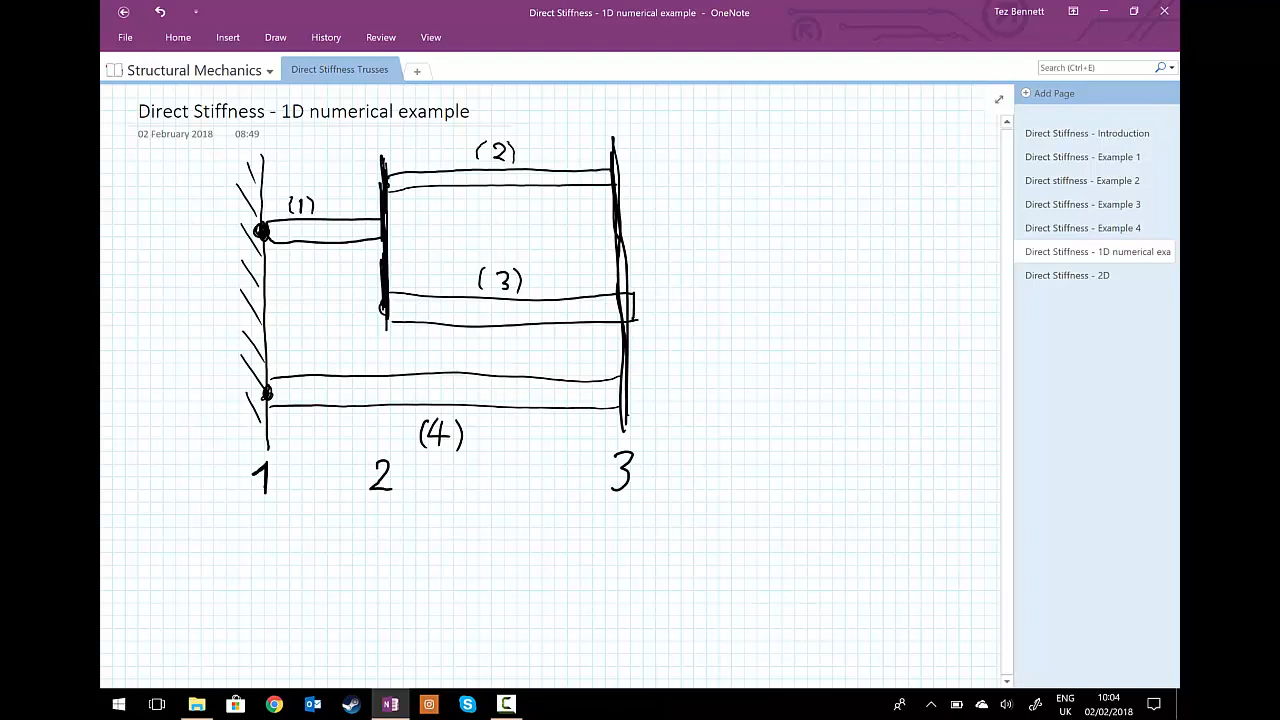 Direct Stiffness - 1D numerical example - OneNote
Tez Bennett
File Home Insert Draw History Review View
Structural Mechanics
Direct Stiffness Trusses
Search (Ctrl+E)
Direct Stiffness - 1D numerical example
02 February 2018 08:49
(2)
(1)
(3)
(4)
1 2 3
Add Page
Direct Stiffness - Introduction
Direct Stiffness - Example 1
Direct stiffness - Example 2
Direct Stiffness - Example 3
Direct Stiffness - Example 4
Direct Stiffness - 1D numerical exa
Direct Stiffness - 2D
ENG
UK
10:04
02/02/2018